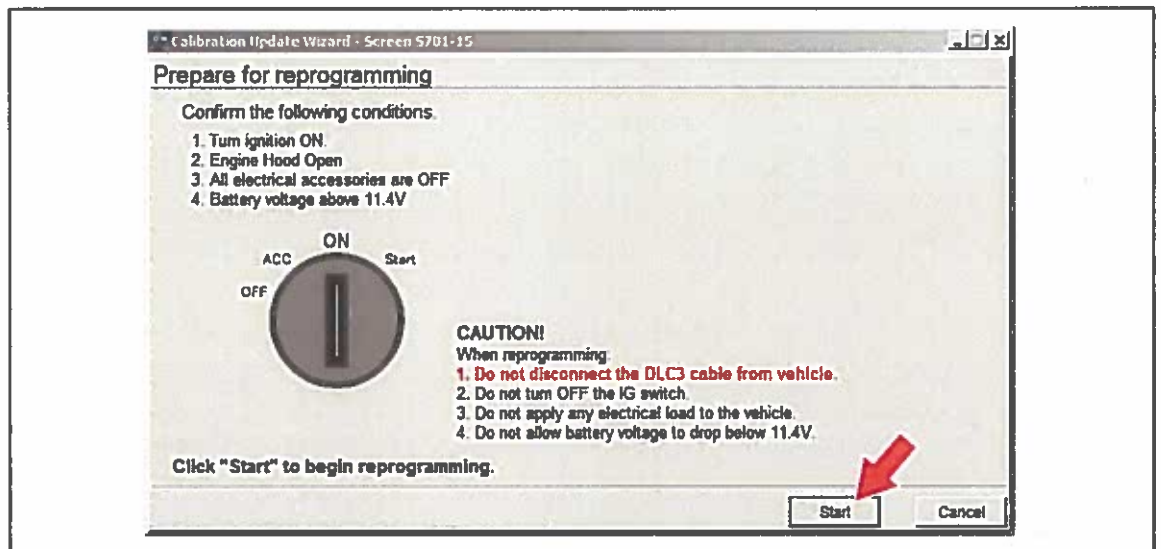 Calibration Update Wizard - Screen S701-15
Prepare for reprogramming
Confirm the following conditions.
1. Turn ignition ON.
2. Engine Hood Open
3. All electrical accessories are OFF
4. Battery voltage above 11.4V
ON
ACC
Start
OFF
CAUTION!
When reprogramming:
1. Do not disconnect the DLC3 cable from vehicle.
2. Do not turn OFF the IG switch.
3. Do not apply any electrical load to the vehicle.
4. Do not allow battery voltage to drop below 11.4V.
Click "Start" to begin reprogramming.
Start
Cancel